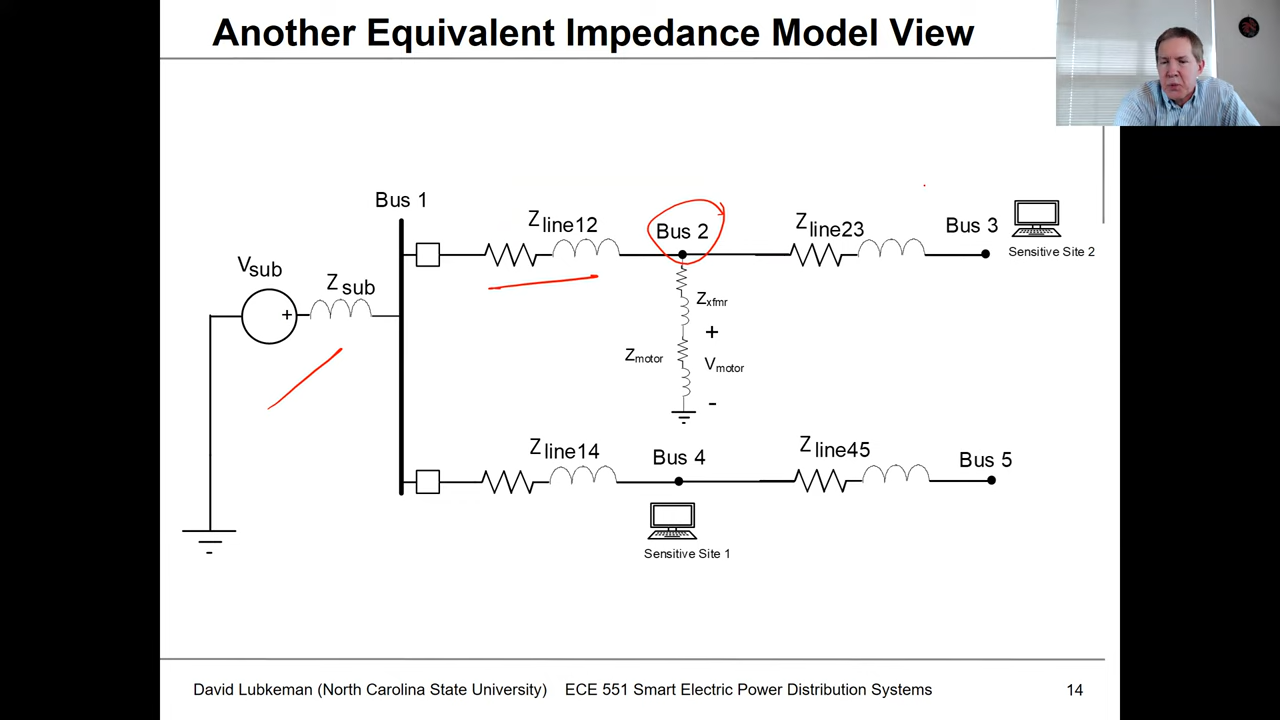 Another Equivalent Impedance Model View
Bus 1
Zline12
Bus 2
Zline23
Bus 3
Sensitive Site 2
Vsub
Zsub
+
Zxfmr
+
Zmotor
Vmotor
-
Zline14
Bus 4
Zline45
Bus 5
Sensitive Site 1
David Lubkeman (North Carolina State University) ECE 551 Smart Electric Power Distribution Systems 14